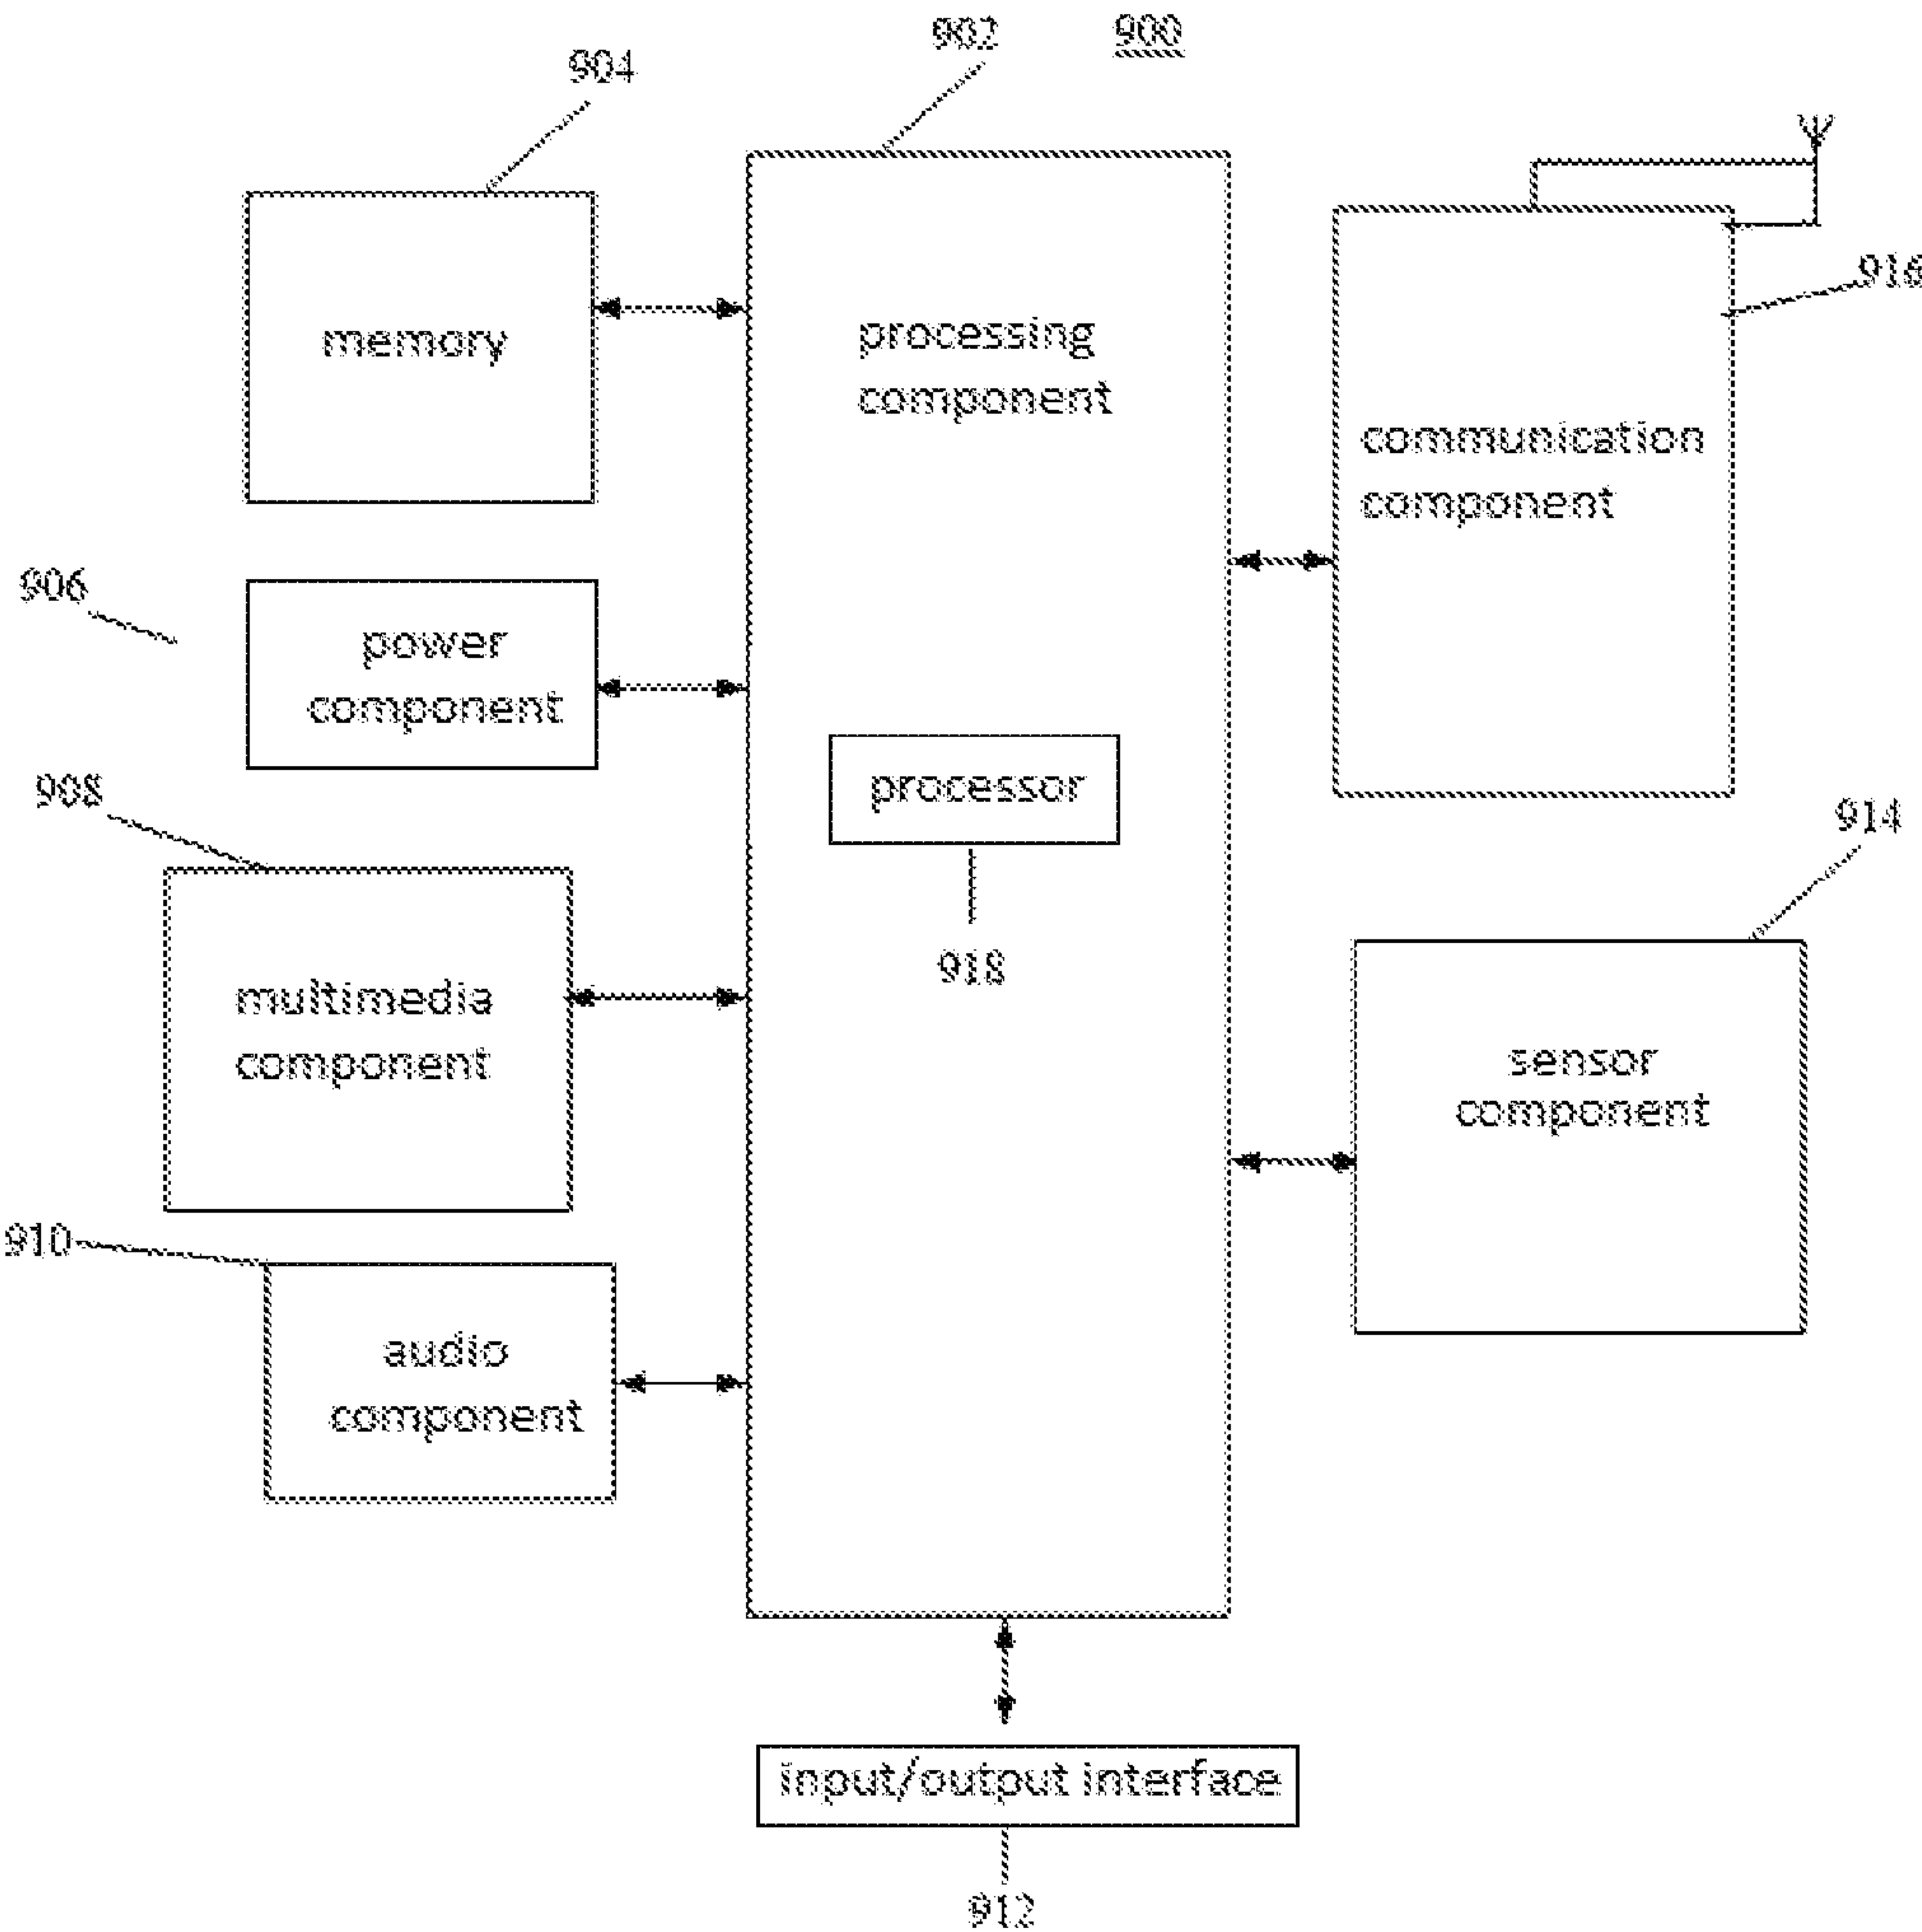 902
900
904
916
memory
processing
component
communication
component
906
power
component
processor
908
914
918
multimedia
component
sensor
component
910
audio
component
input/output interface
912